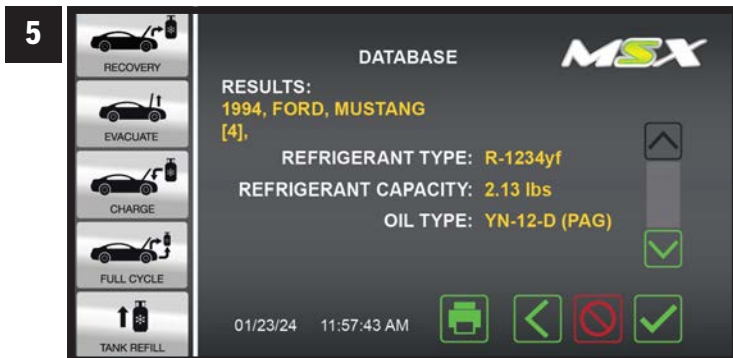 5
RECOVERY
EVACUATE
CHARGE
FULL CYCLE
TANK REFILL
DATABASE
MSX
RESULTS:
1994, FORD, MUSTANG
[4],
REFRIGERANT TYPE: R-1234yf
REFRIGERANT CAPACITY: 2.13 lbs
OIL TYPE: YN-12-D (PAG)
01/23/24 11:57:43 AM